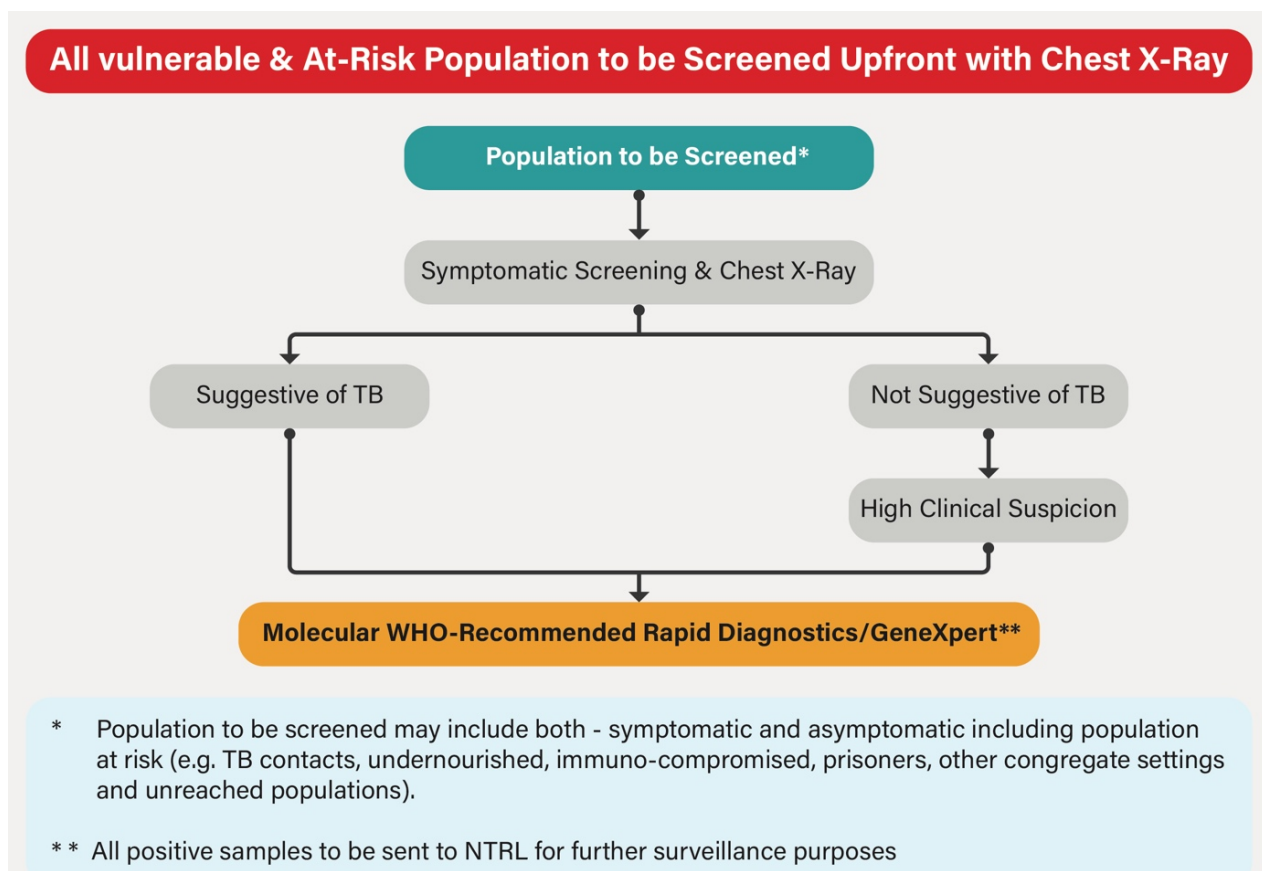 All vulnerable & At-Risk Population to be Screened Upfront with Chest X-Ray
Population to be Screened*
Symptomatic Screening & Chest X-Ray
Suggestive of TB
Not Suggestive of TB
High Clinical Suspicion
Molecular WHO-Recommended Rapid Diagnostics/GeneXpert**
* Population to be screened may include both - symptomatic and asymptomatic including population
at risk (e.g. TB contacts, undernourished, immuno-compromised, prisoners, other congregate settings
and unreached populations).
* * All positive samples to be sent to NTRL for further surveillance purposes